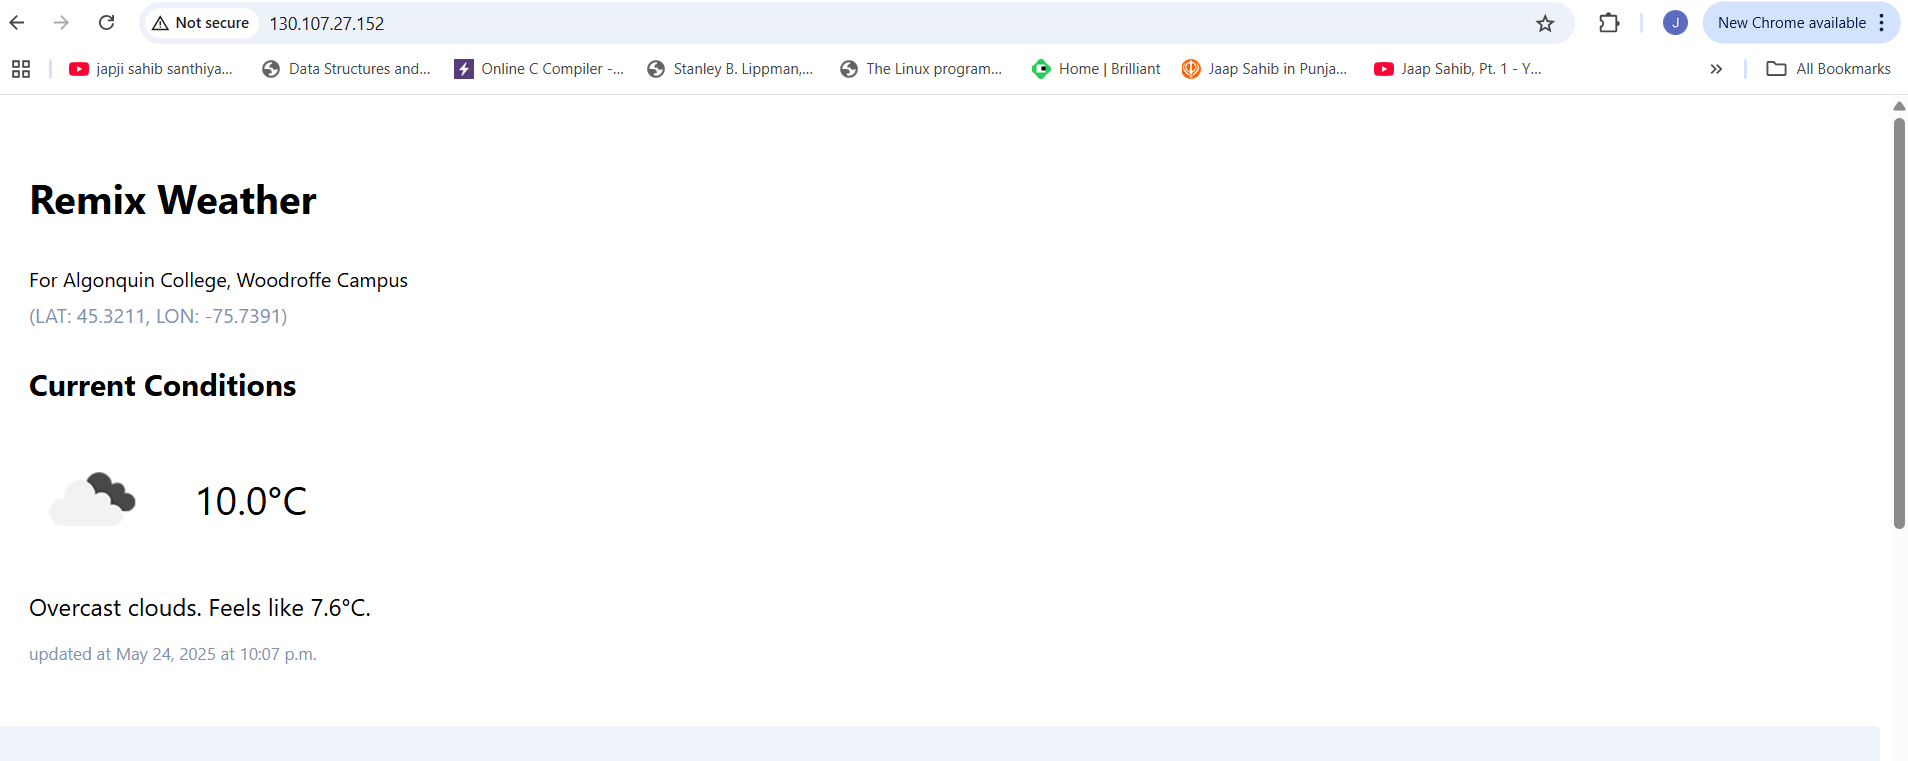 Not secure 130.107.27.152 J New Chrome available
japji sahib santhiya... Data Structures and... Online C Compiler -... Stanley B. Lippman,... The Linux program... Home | Brilliant Jaap Sahib in Punja... Jaap Sahib, Pt. 1 - Y... » All Bookmarks
Remix Weather
For Algonquin College, Woodroffe Campus
(LAT: 45.3211, LON: -75.7391)
Current Conditions
10.0°C
Overcast clouds. Feels like 7.6°C.
updated at May 24, 2025 at 10:07 p.m.